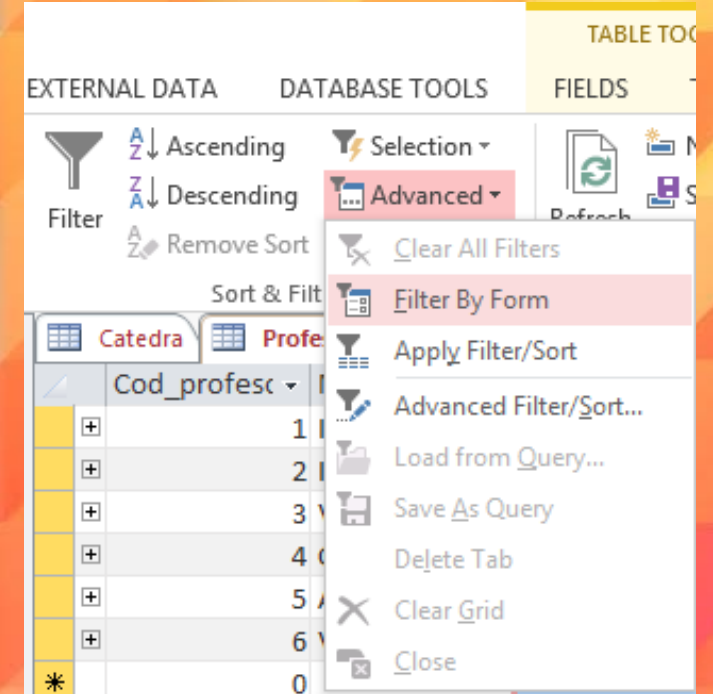 TABLE TOO
EXTERNAL DATA DATABASE TOOLS FIELDS
Filter
Ascending
Descending
Remove Sort
Selection
Advanced
Refresh
Sort & Filt
Clear All Filters
Filter By Form
Apply Filter/Sort
Advanced Filter/Sort...
Load from Query...
Save As Query
Delete Tab
Clear Grid
Close
Catedra Profe
Cod_profesc
1
2
3
4
5
6
0